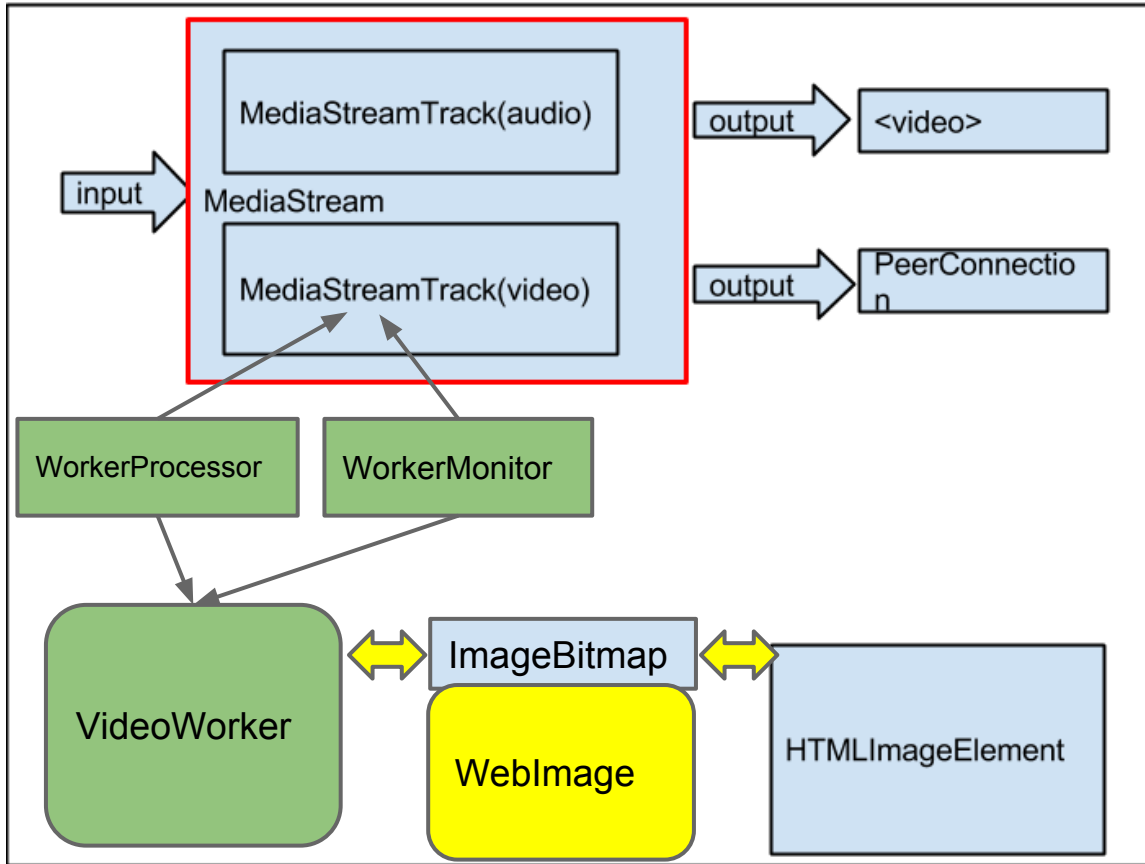 MediaStreamTrack(audio)
output
<video>
input
MediaStream
MediaStreamTrack(video)
output
PeerConnectio
n
WorkerProcessor
WorkerMonitor
ImageBitmap
VideoWorker
WebImage
HTMLImageElement